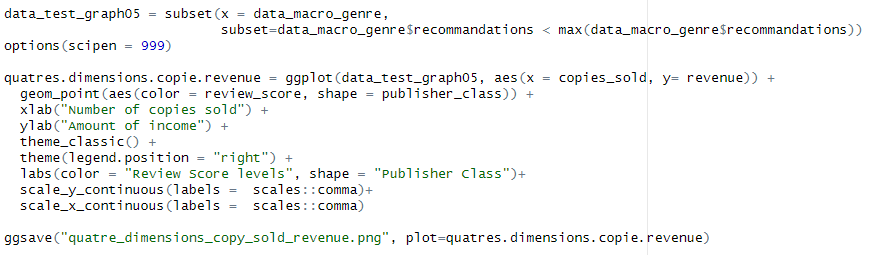 data_test_graph05 = subset(x = data_macro_genre,
subset=data_macro_genre$recommandations < max(data_macro_genre$recommandations))
options(scipen = 999)
quatres.dimensions.copie.revenue = ggplot(data_test_graph05, aes(x = copies_sold, y= revenue)) +
geom_point(aes(color = review_score, shape = publisher_class)) +
xlab("Number of copies sold") +
ylab("Amount of income") +
theme_classic() +
theme(legend.position = "right") +
labs(color = "Review Score levels", shape = "Publisher Class")+
scale_y_continuous(labels =  scales::comma)+
scale_x_continuous(labels =  scales::comma)
ggsave("quatre_dimensions_copy_sold_revenue.png", plot=quatres.dimensions.copie.revenue)